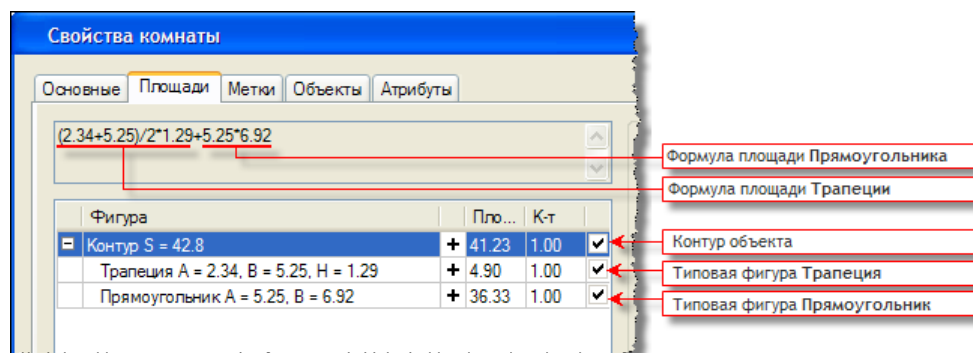 Свойства комнаты
Основные Площади Метки Объекты Атрибуты
(2.34+5.25)/2*1.29+5.25*6.92
Формула площади Прямоугольника
Формула площади Трапеции
Фигура Пло... К-т
Контур S = 42.8 + 41.23 1.00
Контур объекта
Трапеция A = 2.34, B = 5.25, H = 1.29 + 4.90 1.00
Типовая фигура Трапеция
Прямоугольник A = 5.25, B = 6.92 + 36.33 1.00
Типовая фигура Прямоугольник